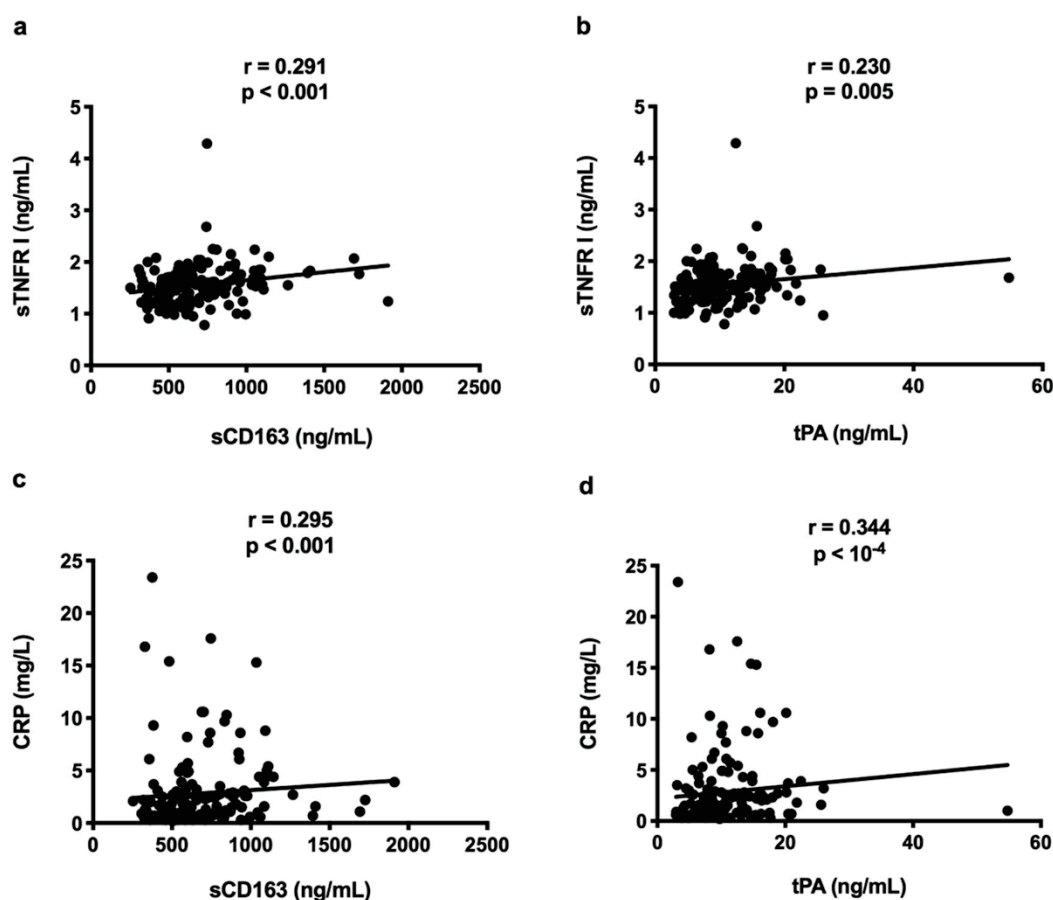 a
r = 0.291
p < 0.001
5
4
3
2
1
0
sTNFR I (ng/mL)
0 500 1000 1500 2000 2500
sCD163 (ng/mL)
b
r = 0.230
p = 0.005
5
4
3
2
1
0
sTNFR I (ng/mL)
0 20 40 60
tPA (ng/mL)
c
r = 0.295
p < 0.001
25
20
15
10
5
0
CRP (mg/L)
0 500 1000 1500 2000 2500
sCD163 (ng/mL)
d
r = 0.344
p < 10⁻⁴
25
20
15
10
5
0
CRP (mg/L)
0 20 40 60
tPA (ng/mL)